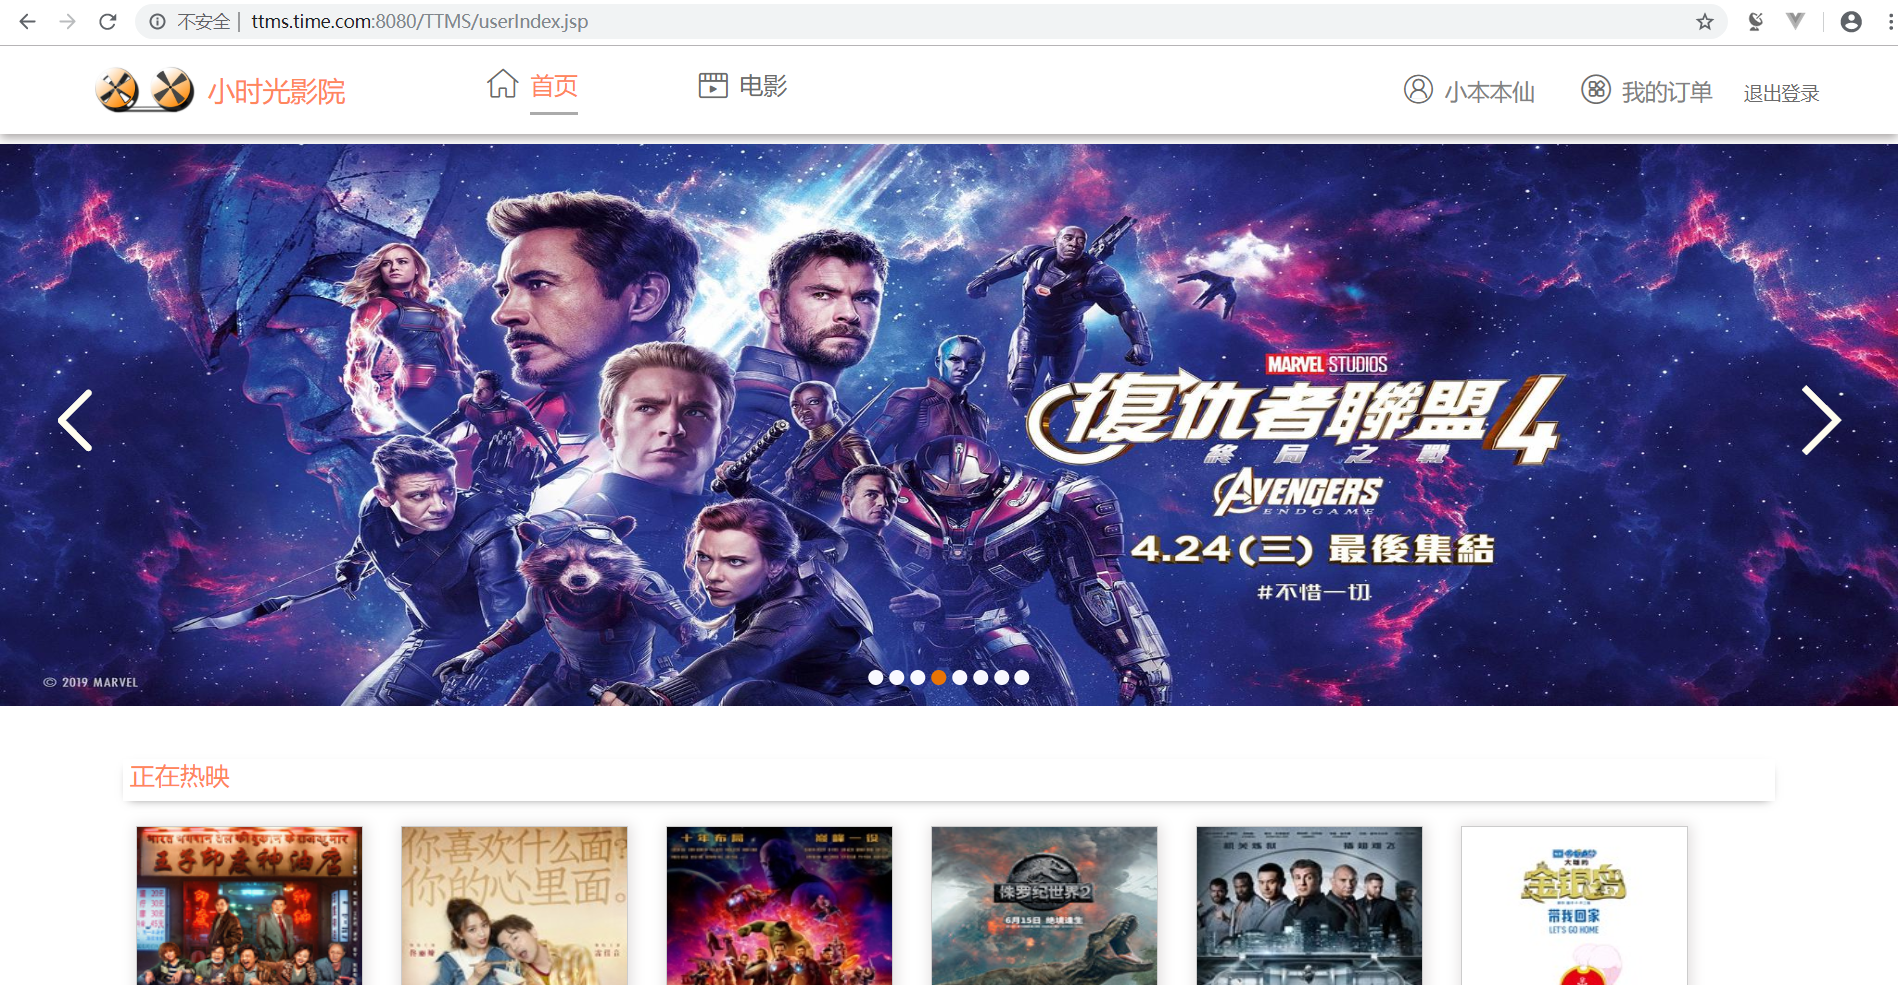 不安全 | ttms.time.com:8080/TTMS/userIndex.jsp
小时光影院
首页
电影
小本本仙
我的订单
退出登录
MARVEL STUDIOS
復仇者聯盟4
終局之戰
AVENGERS
ENDGAME
4.24(三) 最後集結
#不惜一切
© 2019 MARVEL
正在热映
王子印度神油店
你喜欢什么面?
你的心里面。
十年布局 巅峰一役
侏罗纪世界2
6月15日 绝境逢生
大雄的
金银岛
带我回家
LET'S GO HOME